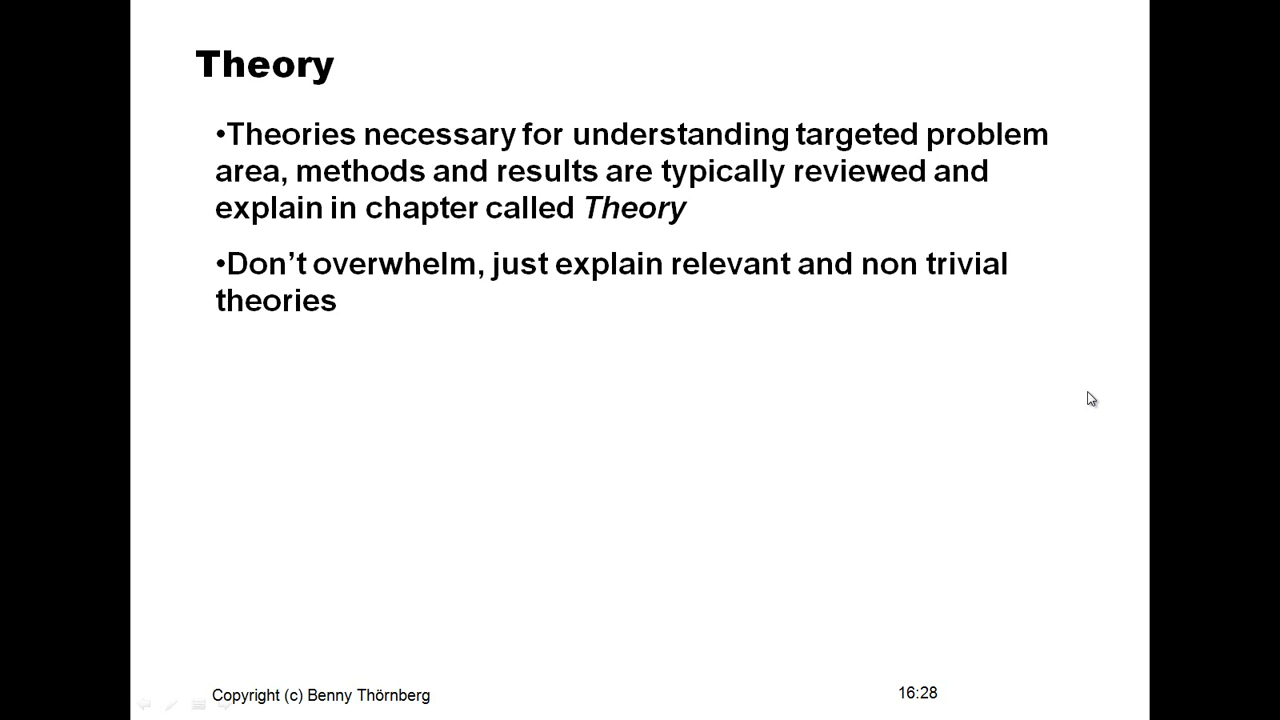 Theory
•Theories necessary for understanding targeted problem
area, methods and results are typically reviewed and
explain in chapter called Theory
•Don’t overwhelm, just explain relevant and non trivial
theories
Copyright (c) Benny Thörnberg
16:28